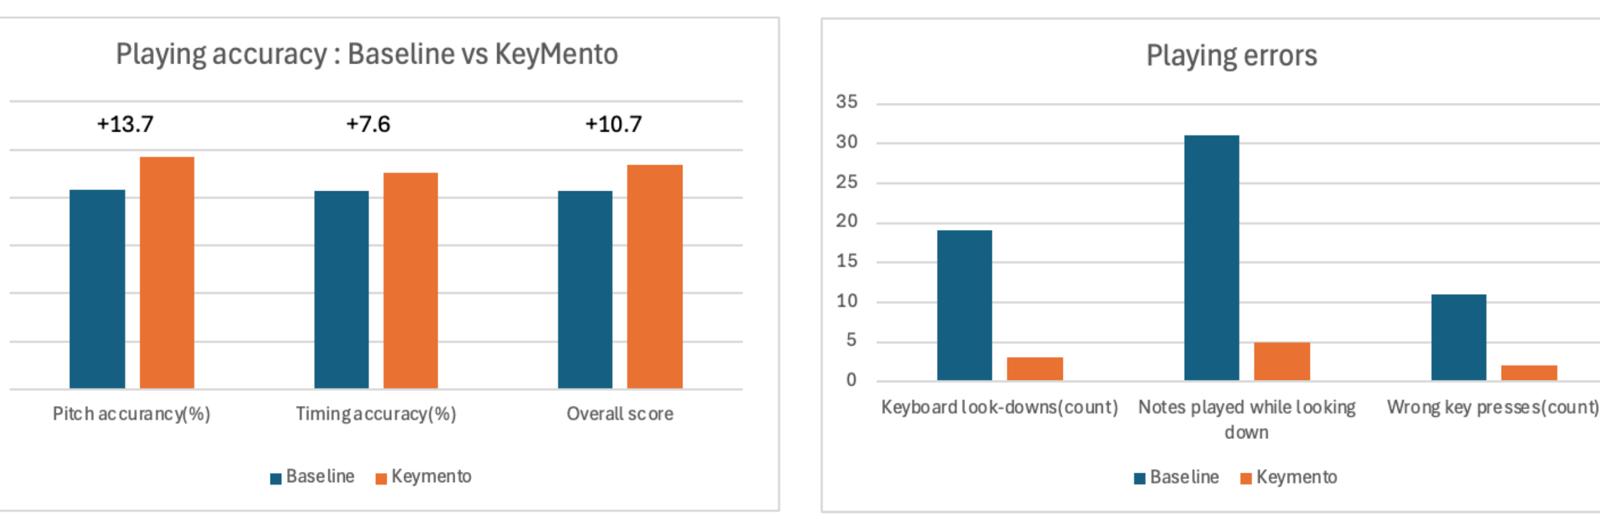 Playing accuracy : Baseline vs KeyMento
+13.7
+7.6
+10.7
Pitch accurancy(%)
Timing accuracy(%)
Overall score
Baseline
Keymento
Playing errors
35
30
25
20
15
10
5
0
Keyboard look-downs(count)
Notes played while looking
down
Wrong key presses(count)
Baseline
Keymento